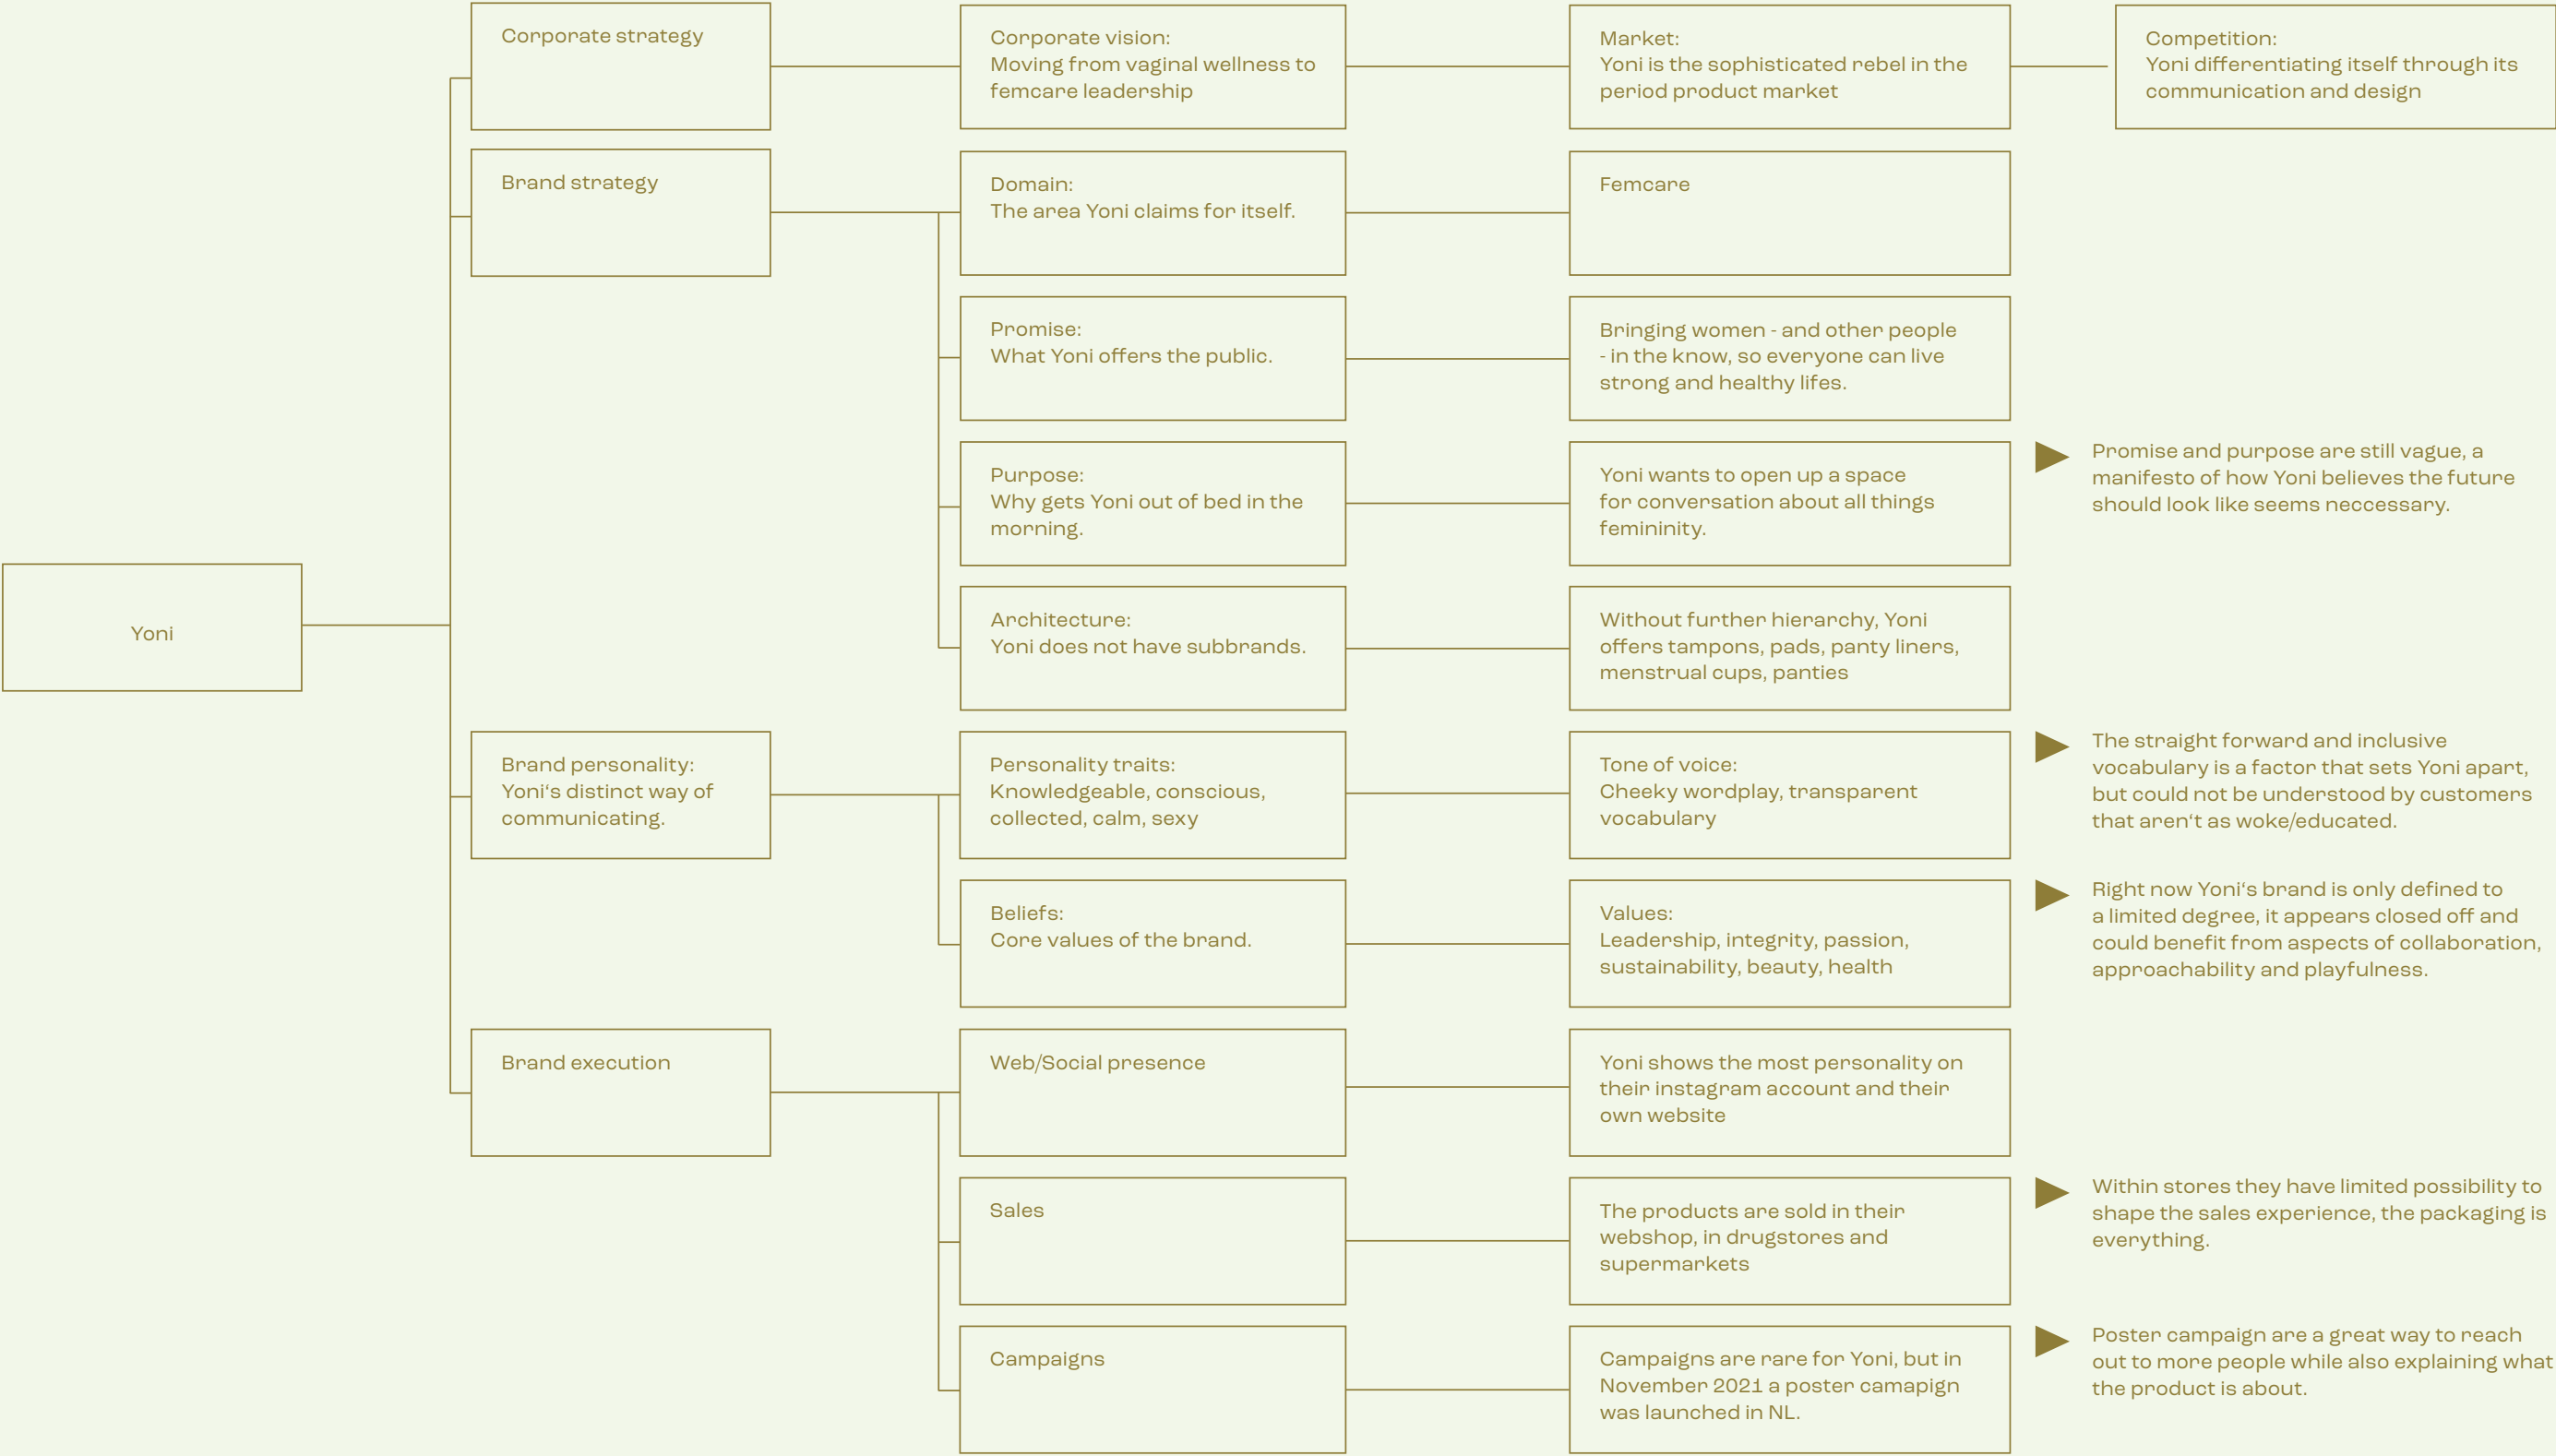 Corporate strategy
Corporate vision:
Moving from vaginal wellness to
femcare leadership
Market:
Yoni is the sophisticated rebel in the
period product market
Competition:
Yoni differentiating itself through its
communication and design
Brand strategy
Domain:
The area Yoni claims for itself.
Femcare
Promise:
What Yoni offers the public.
Bringing women - and other people
- in the know, so everyone can live
strong and healthy lifes.
Purpose:
Why gets Yoni out of bed in the
morning.
Yoni wants to open up a space
for conversation about all things
femininity.
Promise and purpose are still vague, a
manifesto of how Yoni believes the future
should look like seems neccessary.
Yoni
Architecture:
Yoni does not have subbrands.
Without further hierarchy, Yoni
offers tampons, pads, panty liners,
menstrual cups, panties
Brand personality:
Yoni‘s distinct way of
communicating.
Personality traits:
Knowledgeable, conscious,
collected, calm, sexy
Tone of voice:
Cheeky wordplay, transparent
vocabulary
The straight forward and inclusive
vocabulary is a factor that sets Yoni apart,
but could not be understood by customers
that aren‘t as woke/educated.
Beliefs:
Core values of the brand.
Values:
Leadership, integrity, passion,
sustainability, beauty, health
Right now Yoni‘s brand is only defined to
a limited degree, it appears closed off and
could benefit from aspects of collaboration,
approachability and playfulness.
Brand execution
Web/Social presence
Yoni shows the most personality on
their instagram account and their
own website
Sales
The products are sold in their
webshop, in drugstores and
supermarkets
Within stores they have limited possibility to
shape the sales experience, the packaging is
everything.
Campaigns
Campaigns are rare for Yoni, but in
November 2021 a poster camapign
was launched in NL.
Poster campaign are a great way to reach
out to more people while also explaining what
the product is about.